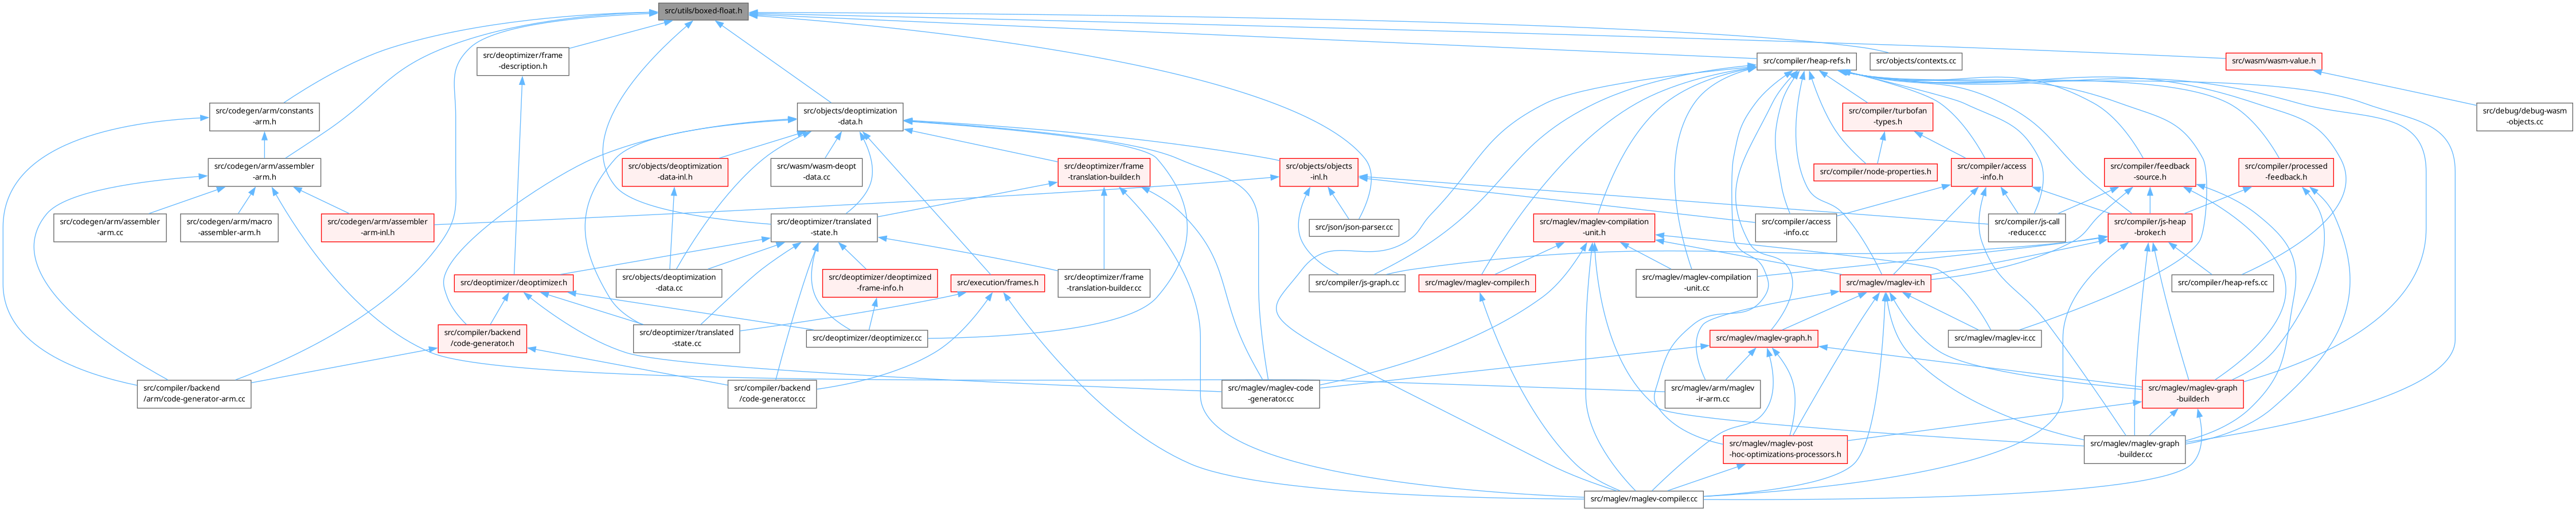 src/utils/boxed-float.h
src/deoptimizer/frame
-description.h
src/compiler/heap-refs.h
src/objects/contexts.cc
src/wasm/wasm-value.h
src/codegen/arm/constants
-arm.h
src/objects/deoptimization
-data.h
src/compiler/turbofan
-types.h
src/debug/debug-wasm
-objects.cc
src/codegen/arm/assembler
-arm.h
src/objects/deoptimization
-data-inl.h
src/wasm/wasm-deopt
-data.cc
src/deoptimizer/frame
-translation-builder.h
src/objects/objects
-inl.h
src/compiler/node-properties.h
src/compiler/access
-info.h
src/compiler/feedback
-source.h
src/compiler/processed
-feedback.h
src/codegen/arm/assembler
-arm.cc
src/codegen/arm/macro
-assembler-arm.h
src/codegen/arm/assembler
-arm-inl.h
src/deoptimizer/translated
-state.h
src/json/json-parser.cc
src/maglev/maglev-compilation
-unit.h
src/compiler/access
-info.cc
src/compiler/js-call
-reducer.cc
src/compiler/js-heap
-broker.h
src/deoptimizer/deoptimizer.h
src/objects/deoptimization
-data.cc
src/deoptimizer/deoptimized
-frame-info.h
src/execution/frames.h
src/deoptimizer/frame
-translation-builder.cc
src/compiler/js-graph.cc
src/maglev/maglev-compiler.h
src/maglev/maglev-compilation
-unit.cc
src/maglev/maglev-ir.h
src/compiler/heap-refs.cc
src/compiler/backend
/code-generator.h
src/deoptimizer/translated
-state.cc
src/deoptimizer/deoptimizer.cc
src/maglev/maglev-graph.h
src/maglev/maglev-ir.cc
src/compiler/backend
/arm/code-generator-arm.cc
src/compiler/backend
/code-generator.cc
src/maglev/maglev-code
-generator.cc
src/maglev/arm/maglev
-ir-arm.cc
src/maglev/maglev-graph
-builder.h
src/maglev/maglev-post
-hoc-optimizations-processors.h
src/maglev/maglev-graph
-builder.cc
src/maglev/maglev-compiler.cc